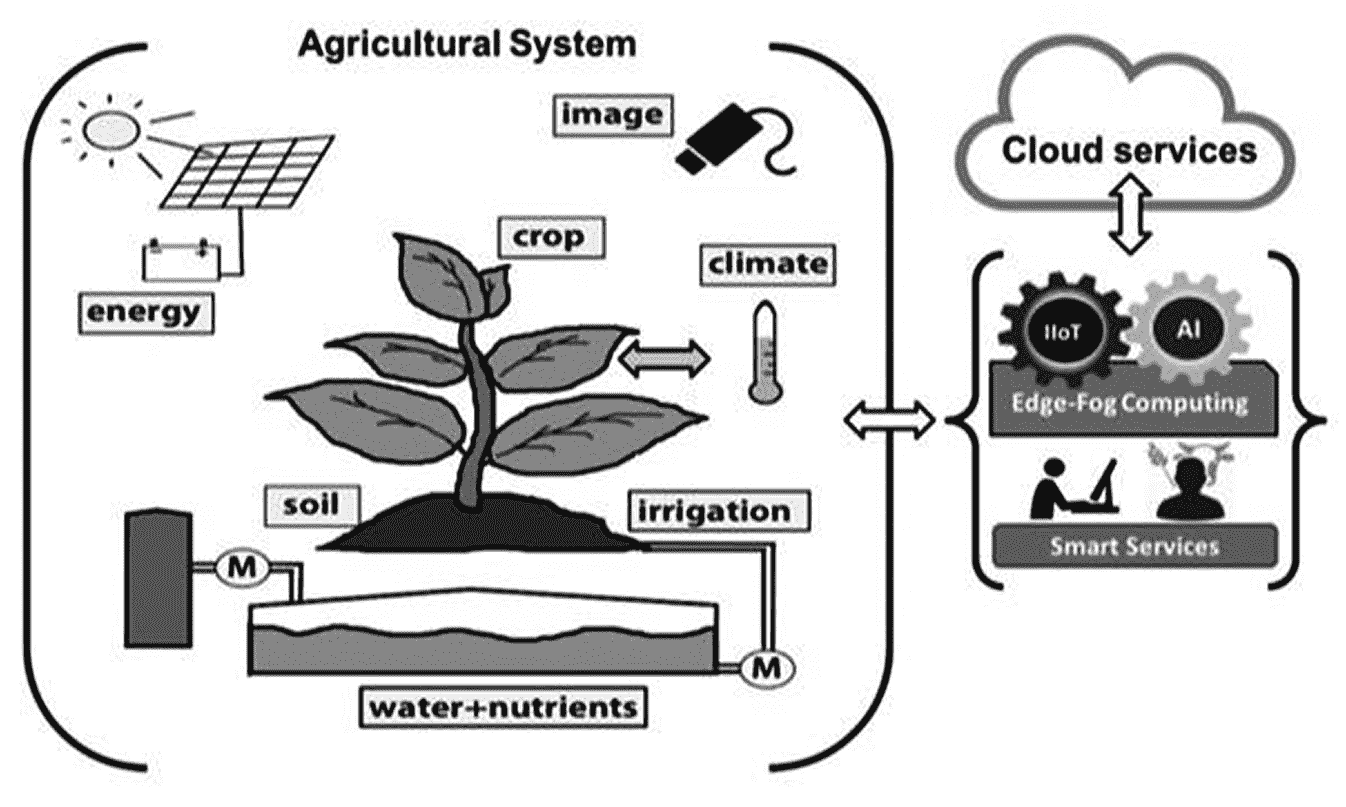 Agricultural System
image
Cloud services
crop
climate
energy
IIoT
AI
Edge-Fog Computing
soil
irrigation
M
Smart Services
M
water+nutrients